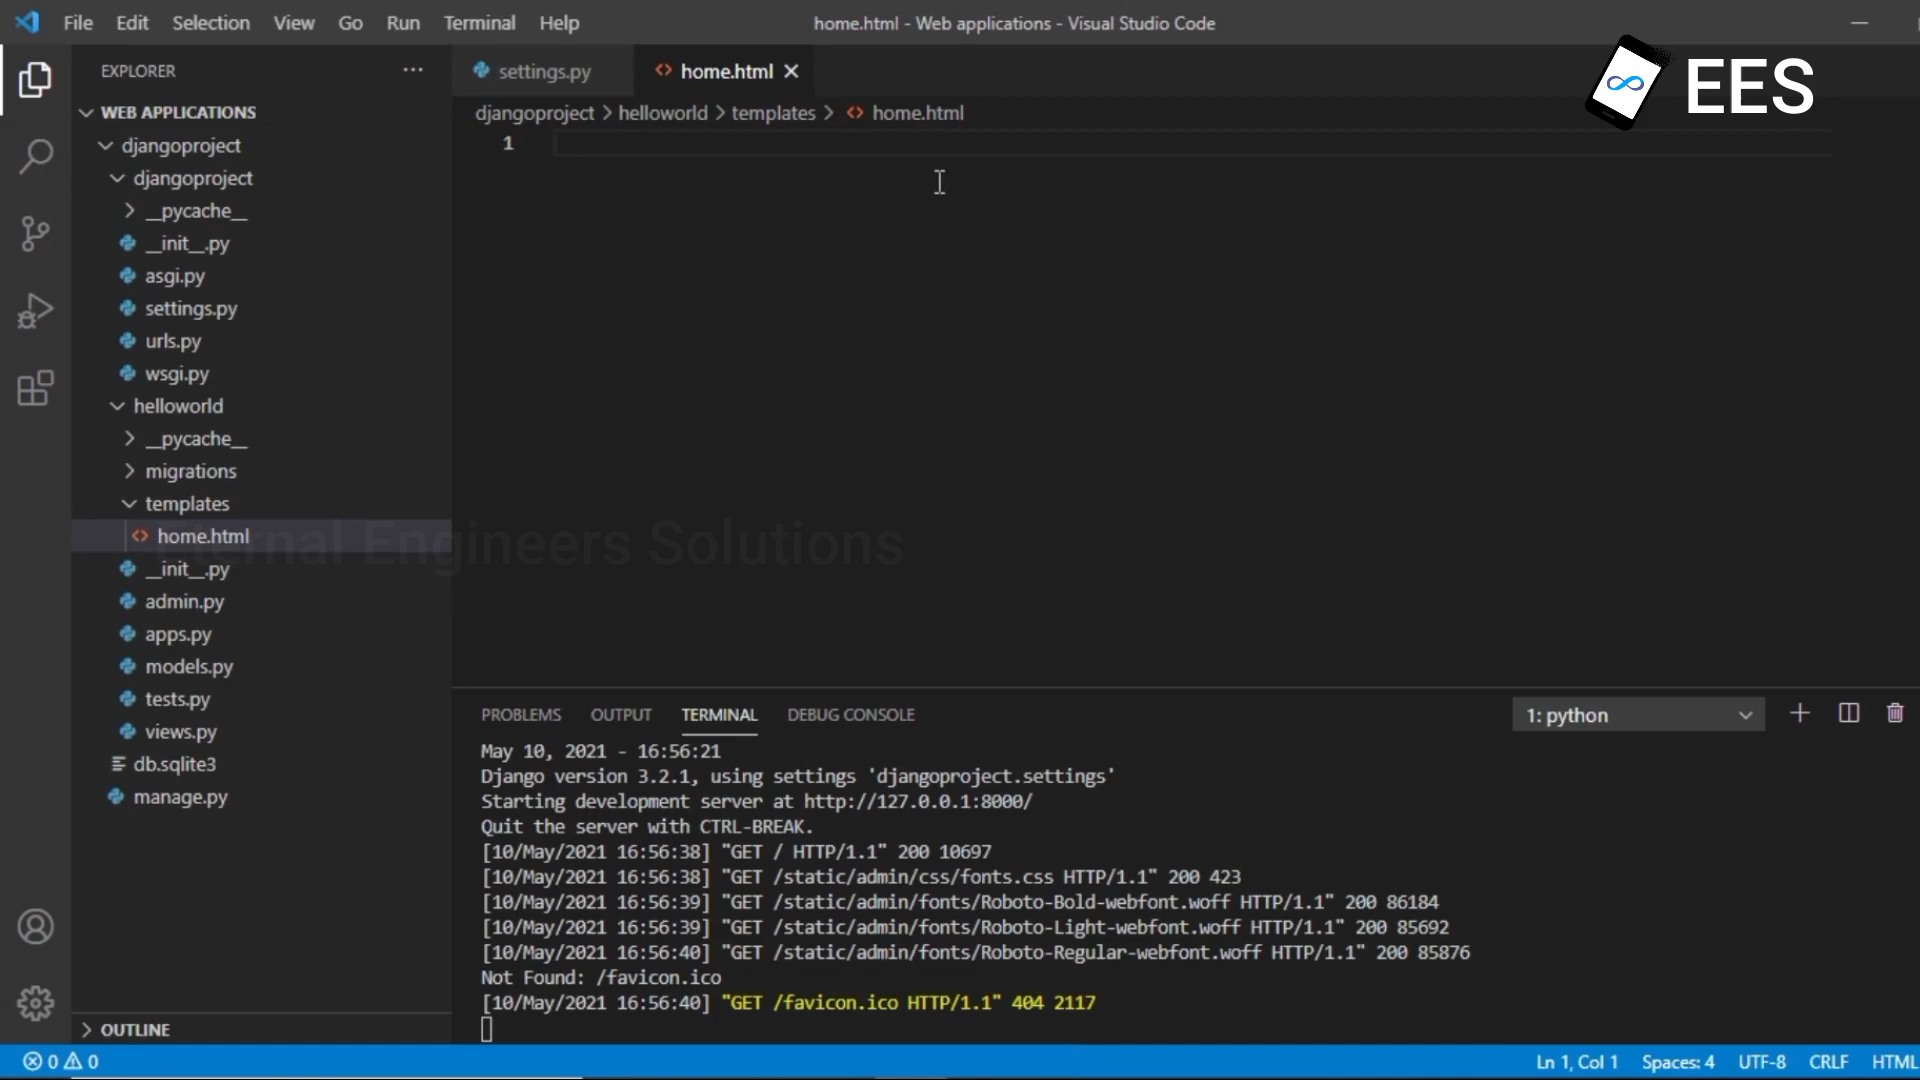 File Edit Selection View Go Run Terminal Help
home.html - Web applications - Visual Studio Code
EES
EXPLORER
settings.py
home.html
djangoproject > helloworld > templates > home.html
1
WEB APPLICATIONS
djangoproject
djangoproject
__pycache__
__init__.py
asgi.py
settings.py
urls.py
wsgi.py
helloworld
__pycache__
migrations
templates
home.html
Eternal Engineers Solutions
__init__.py
admin.py
apps.py
models.py
tests.py
views.py
db.sqlite3
manage.py
OUTLINE
PROBLEMS OUTPUT TERMINAL DEBUG CONSOLE
1: python
May 10, 2021 - 16:56:21
Django version 3.2.1, using settings 'djangoproject.settings'
Starting development server at http://127.0.0.1:8000/
Quit the server with CTRL-BREAK.
[10/May/2021 16:56:38] "GET / HTTP/1.1" 200 10697
[10/May/2021 16:56:38] "GET /static/admin/css/fonts.css HTTP/1.1" 200 423
[10/May/2021 16:56:39] "GET /static/admin/fonts/Roboto-Bold-webfont.woff HTTP/1.1" 200 86184
[10/May/2021 16:56:39] "GET /static/admin/fonts/Roboto-Light-webfont.woff HTTP/1.1" 200 85692
[10/May/2021 16:56:40] "GET /static/admin/fonts/Roboto-Regular-webfont.woff HTTP/1.1" 200 85876
Not Found: /favicon.ico
[10/May/2021 16:56:40] "GET /favicon.ico HTTP/1.1" 404 2117
0 0
Ln 1, Col 1 Spaces: 4 UTF-8 CRLF HTML